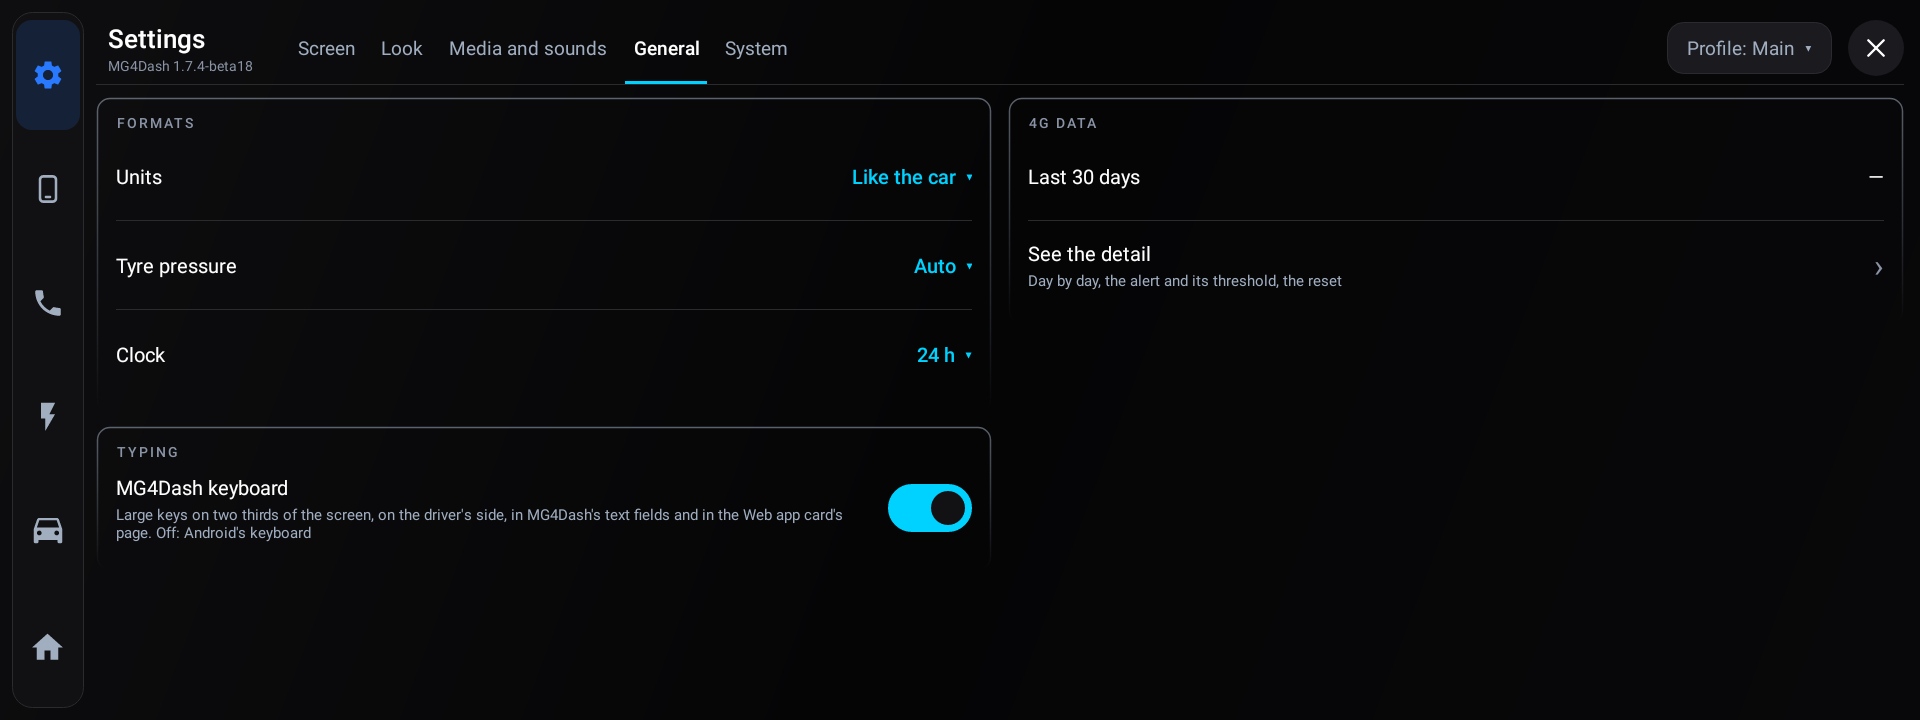 Settings
MG4Dash 1.7.4-beta18
Screen
Look
Media and sounds
General
System
Profile: Main
FORMATS
Units
Like the car
Tyre pressure
Auto
Clock
24 h
TYPING
MG4Dash keyboard
Large keys on two thirds of the screen, on the driver's side, in MG4Dash's text fields and in the Web app card's
page. Off: Android's keyboard
4G DATA
Last 30 days
–
See the detail
Day by day, the alert and its threshold, the reset